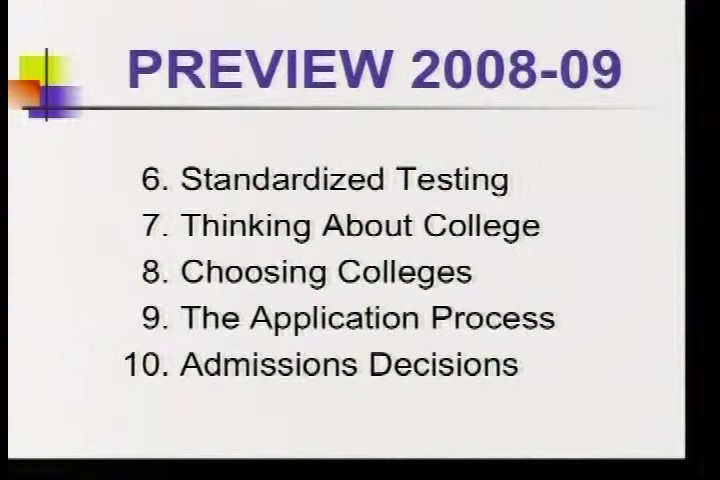 PREVIEW 2008-09
6. Standardized Testing
7. Thinking About College
8. Choosing Colleges
9. The Application Process
10. Admissions Decisions